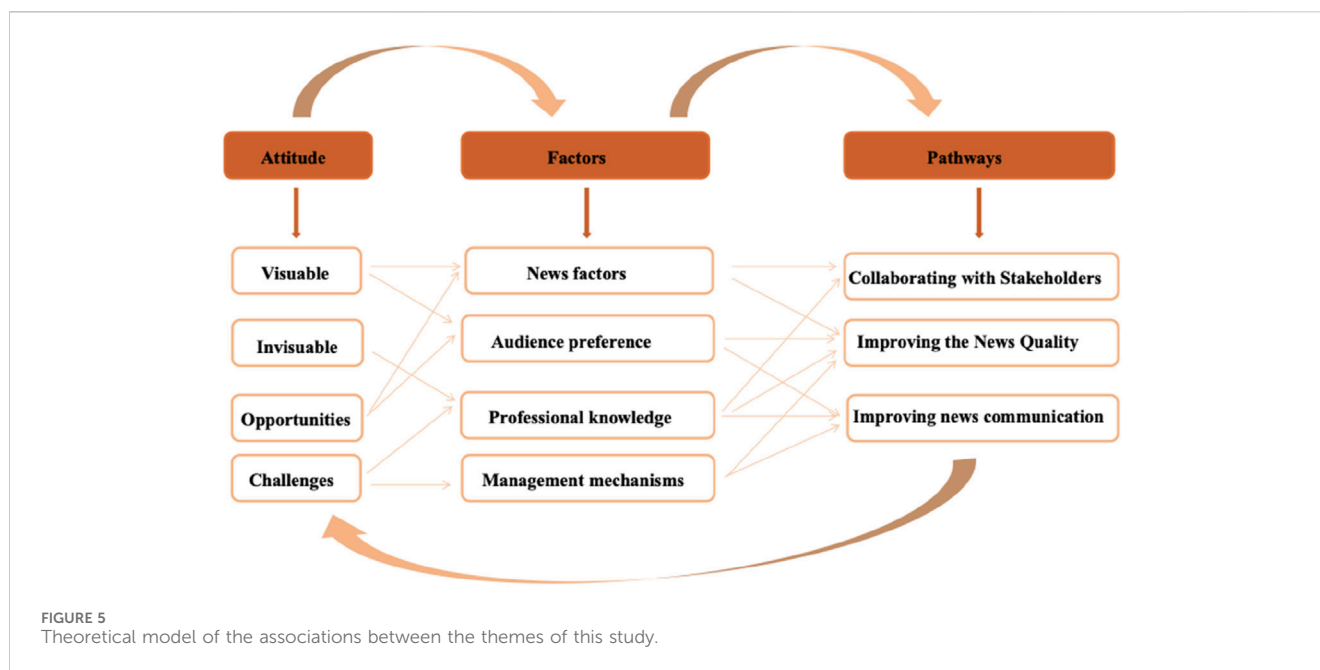 Attitude
Factors
Pathways
Visuable
News factors
Collaborating with Stakeholders
Invisuable
Audience preference
Improving the News Quality
Opportunities
Professional knowledge
Improving news communication
Challenges
Management mechanisms
FIGURE 5
Theoretical model of the associations between the themes of this study.